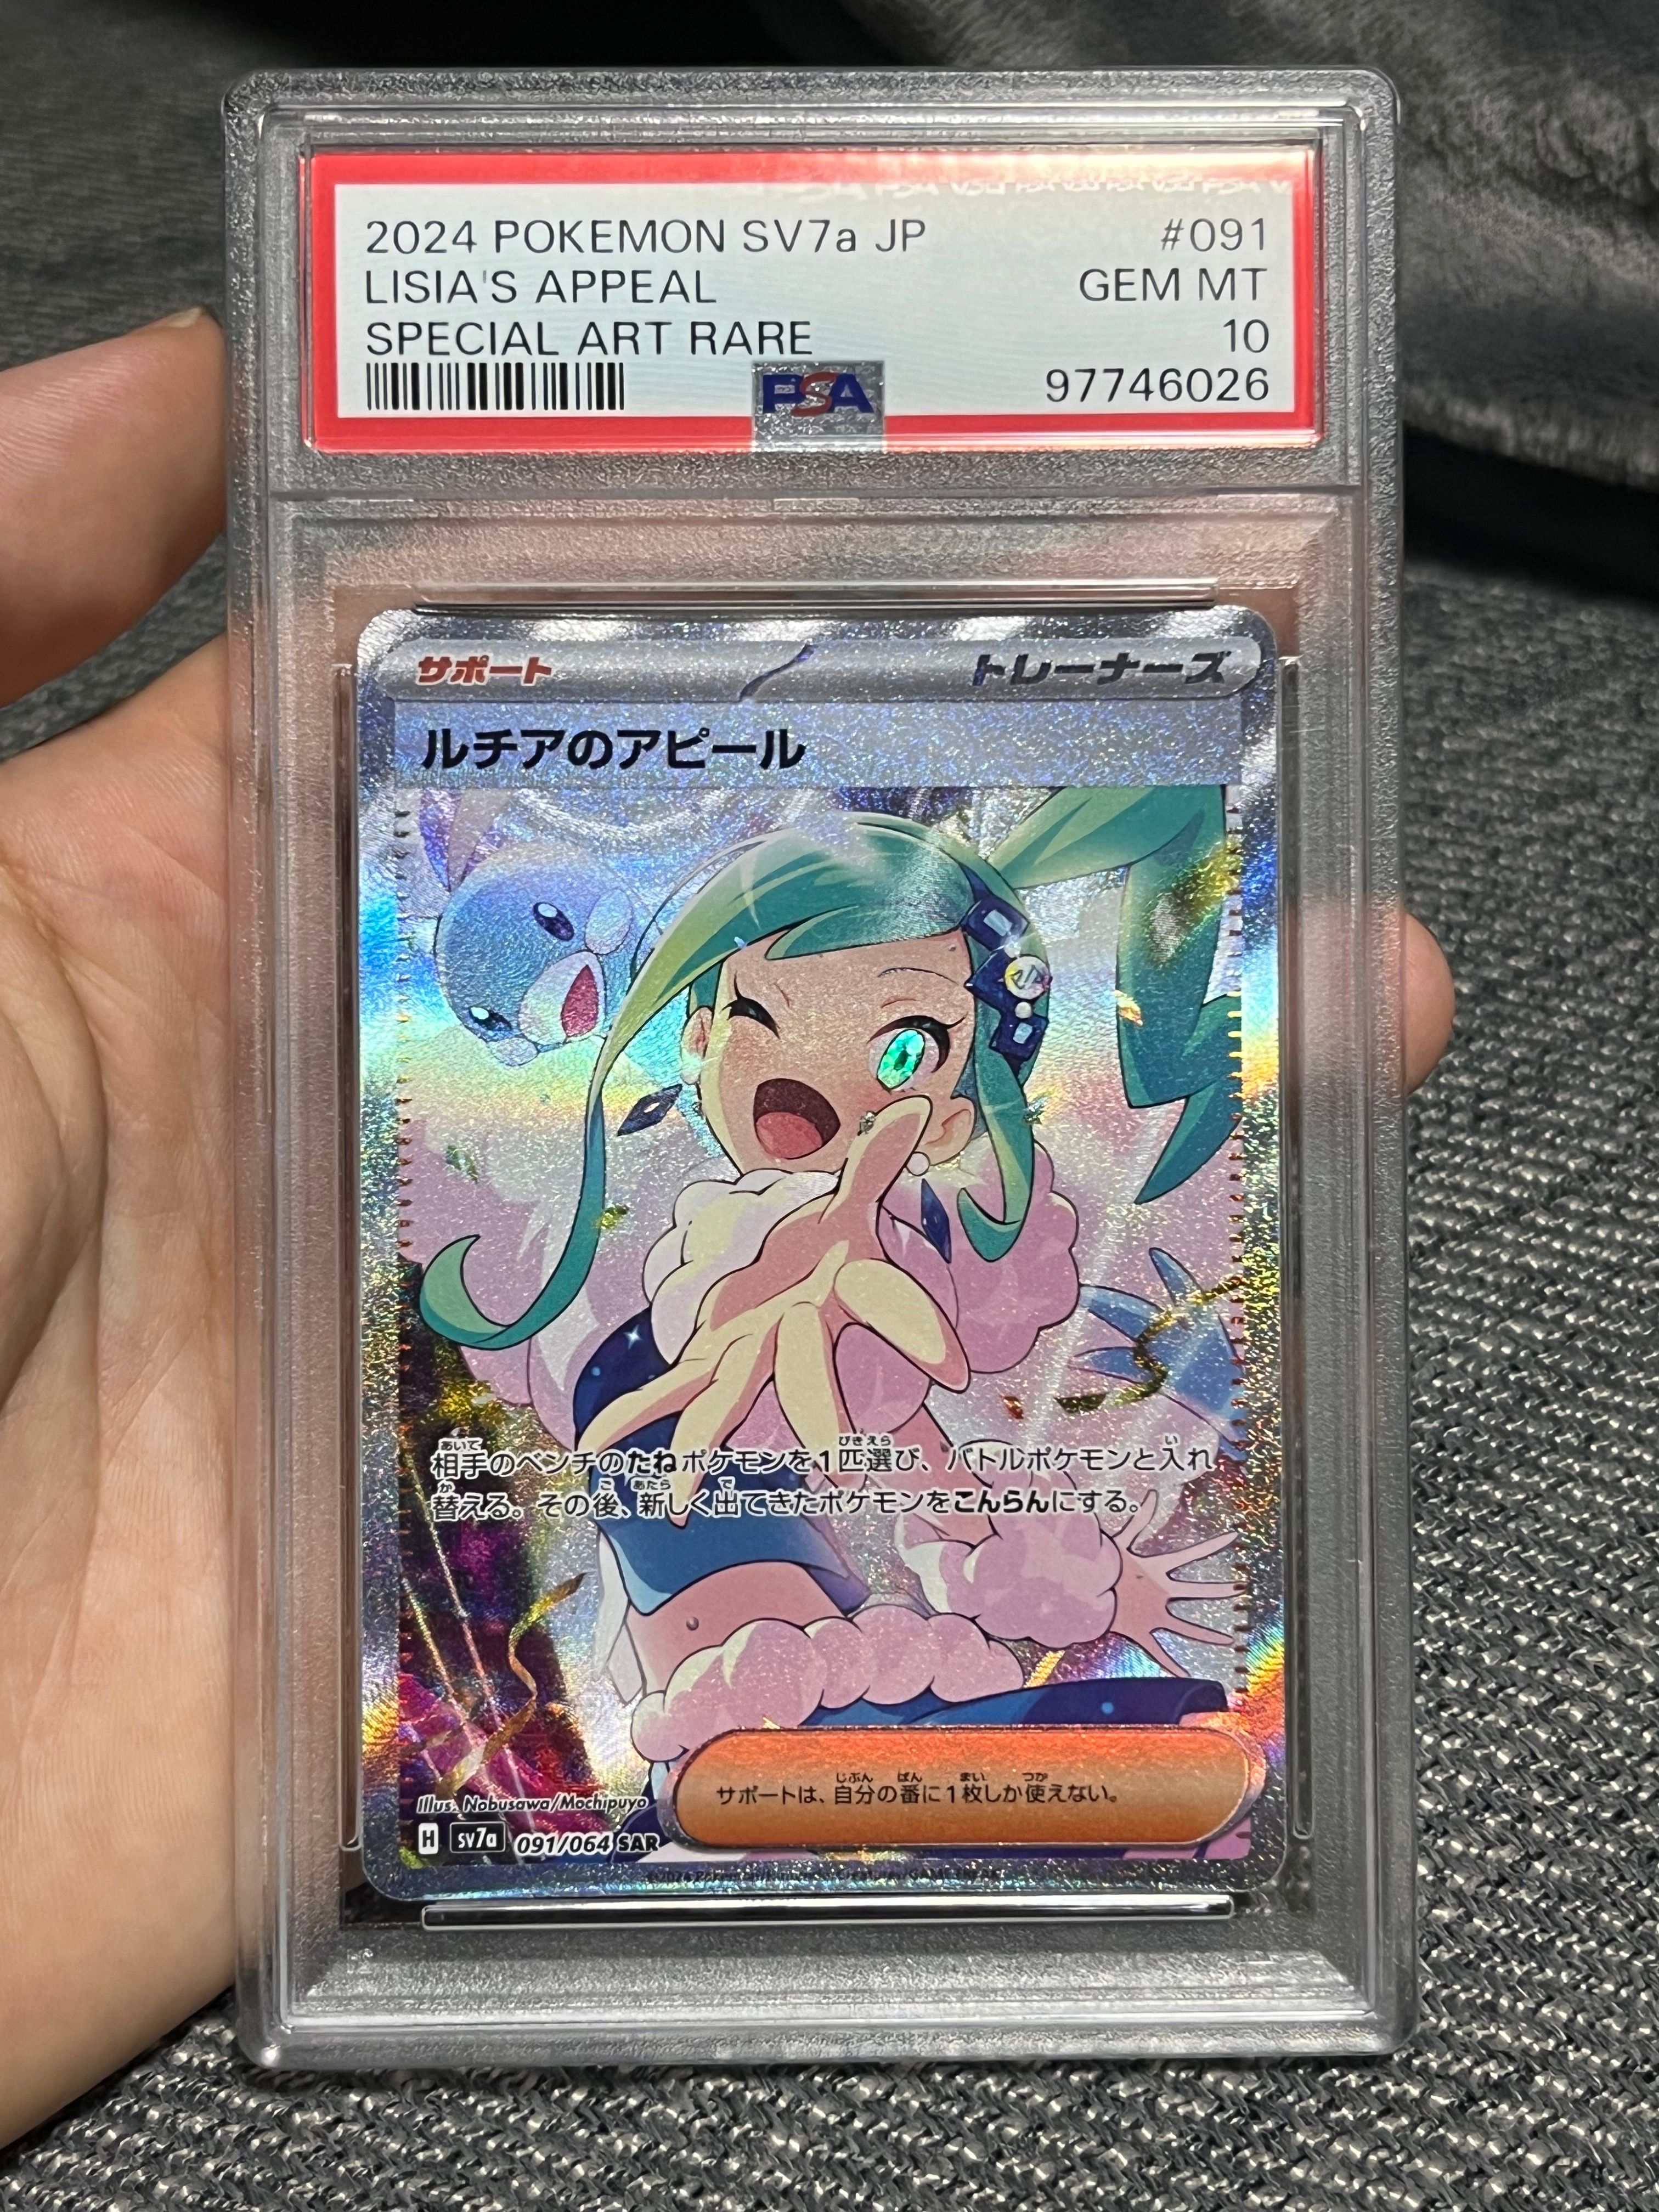 2024 POKEMON SV7a JP #091
LISIA'S APPEAL GEM MT
SPECIAL ART RARE 10
PSA 97746026
サポート トレーナーズ
ルチアのアピール
相手のベンチのたねポケモンを1匹選び、バトルポケモンと入れ
替える。その後、新しく出てきたポケモンをこんらんにする。
サポートは、自分の番に1枚しか使えない。
Illus. Nobusawa/Mochipuyo
H sv7a 091/064 SAR